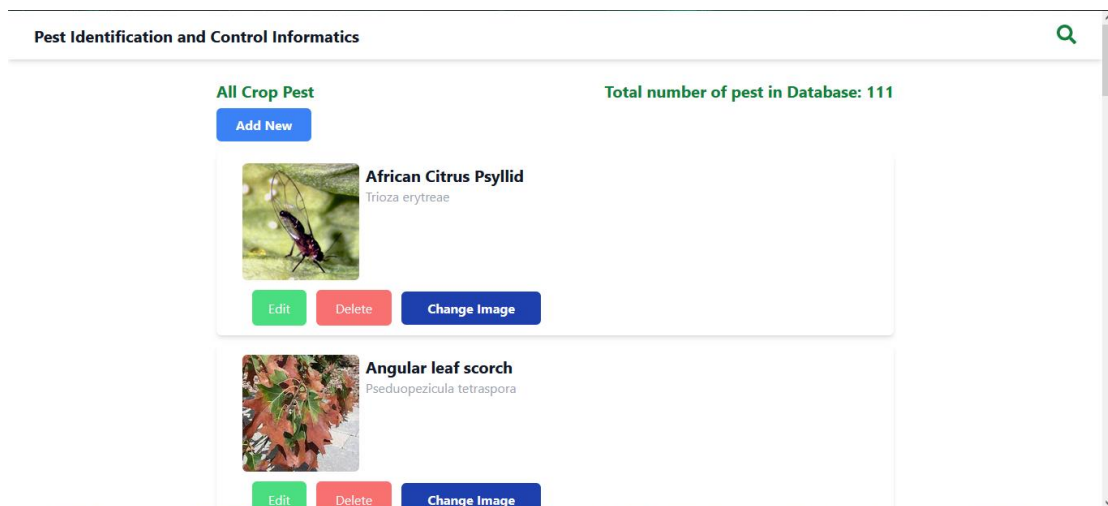 Pest Identification and Control Informatics
All Crop Pest
Total number of pest in Database: 111
Add New
African Citrus Psyllid
Trioza erytreae
Edit
Delete
Change Image
Angular leaf scorch
Pseduopezicula tetraspora
Edit
Delete
Change Image